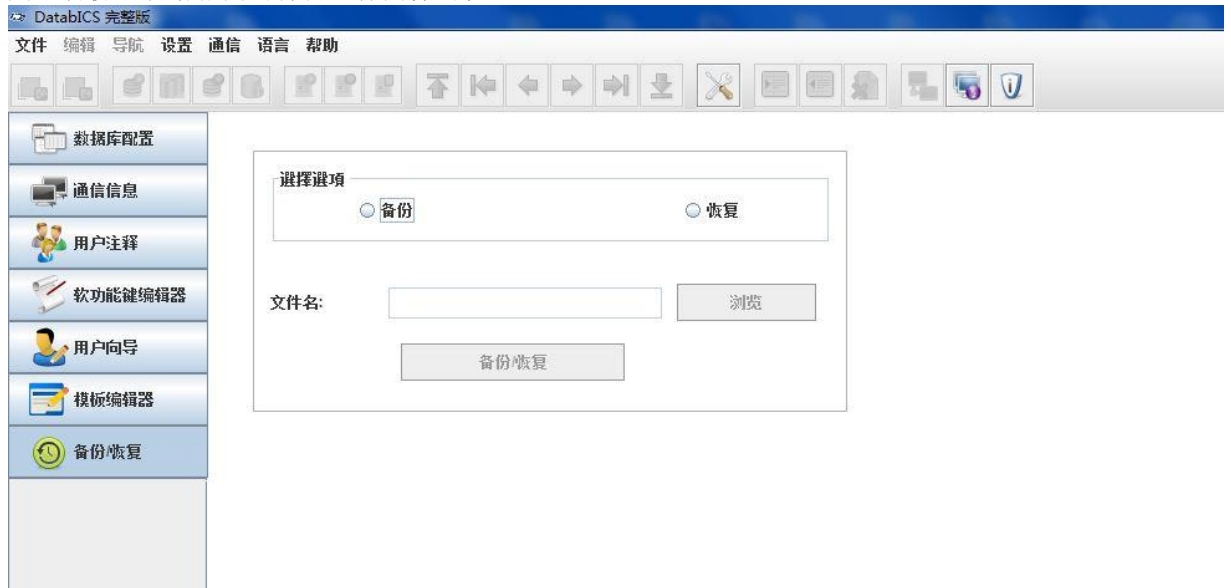 DatabICS 完整版
文件 编辑 导航 设置 通信 语言 帮助
数据库配置
通信信息
用户注释
软功能键编辑器
用户向导
模板编辑器
备份/恢复
選擇選項
备份 恢复
文件名: 浏览
备份/恢复